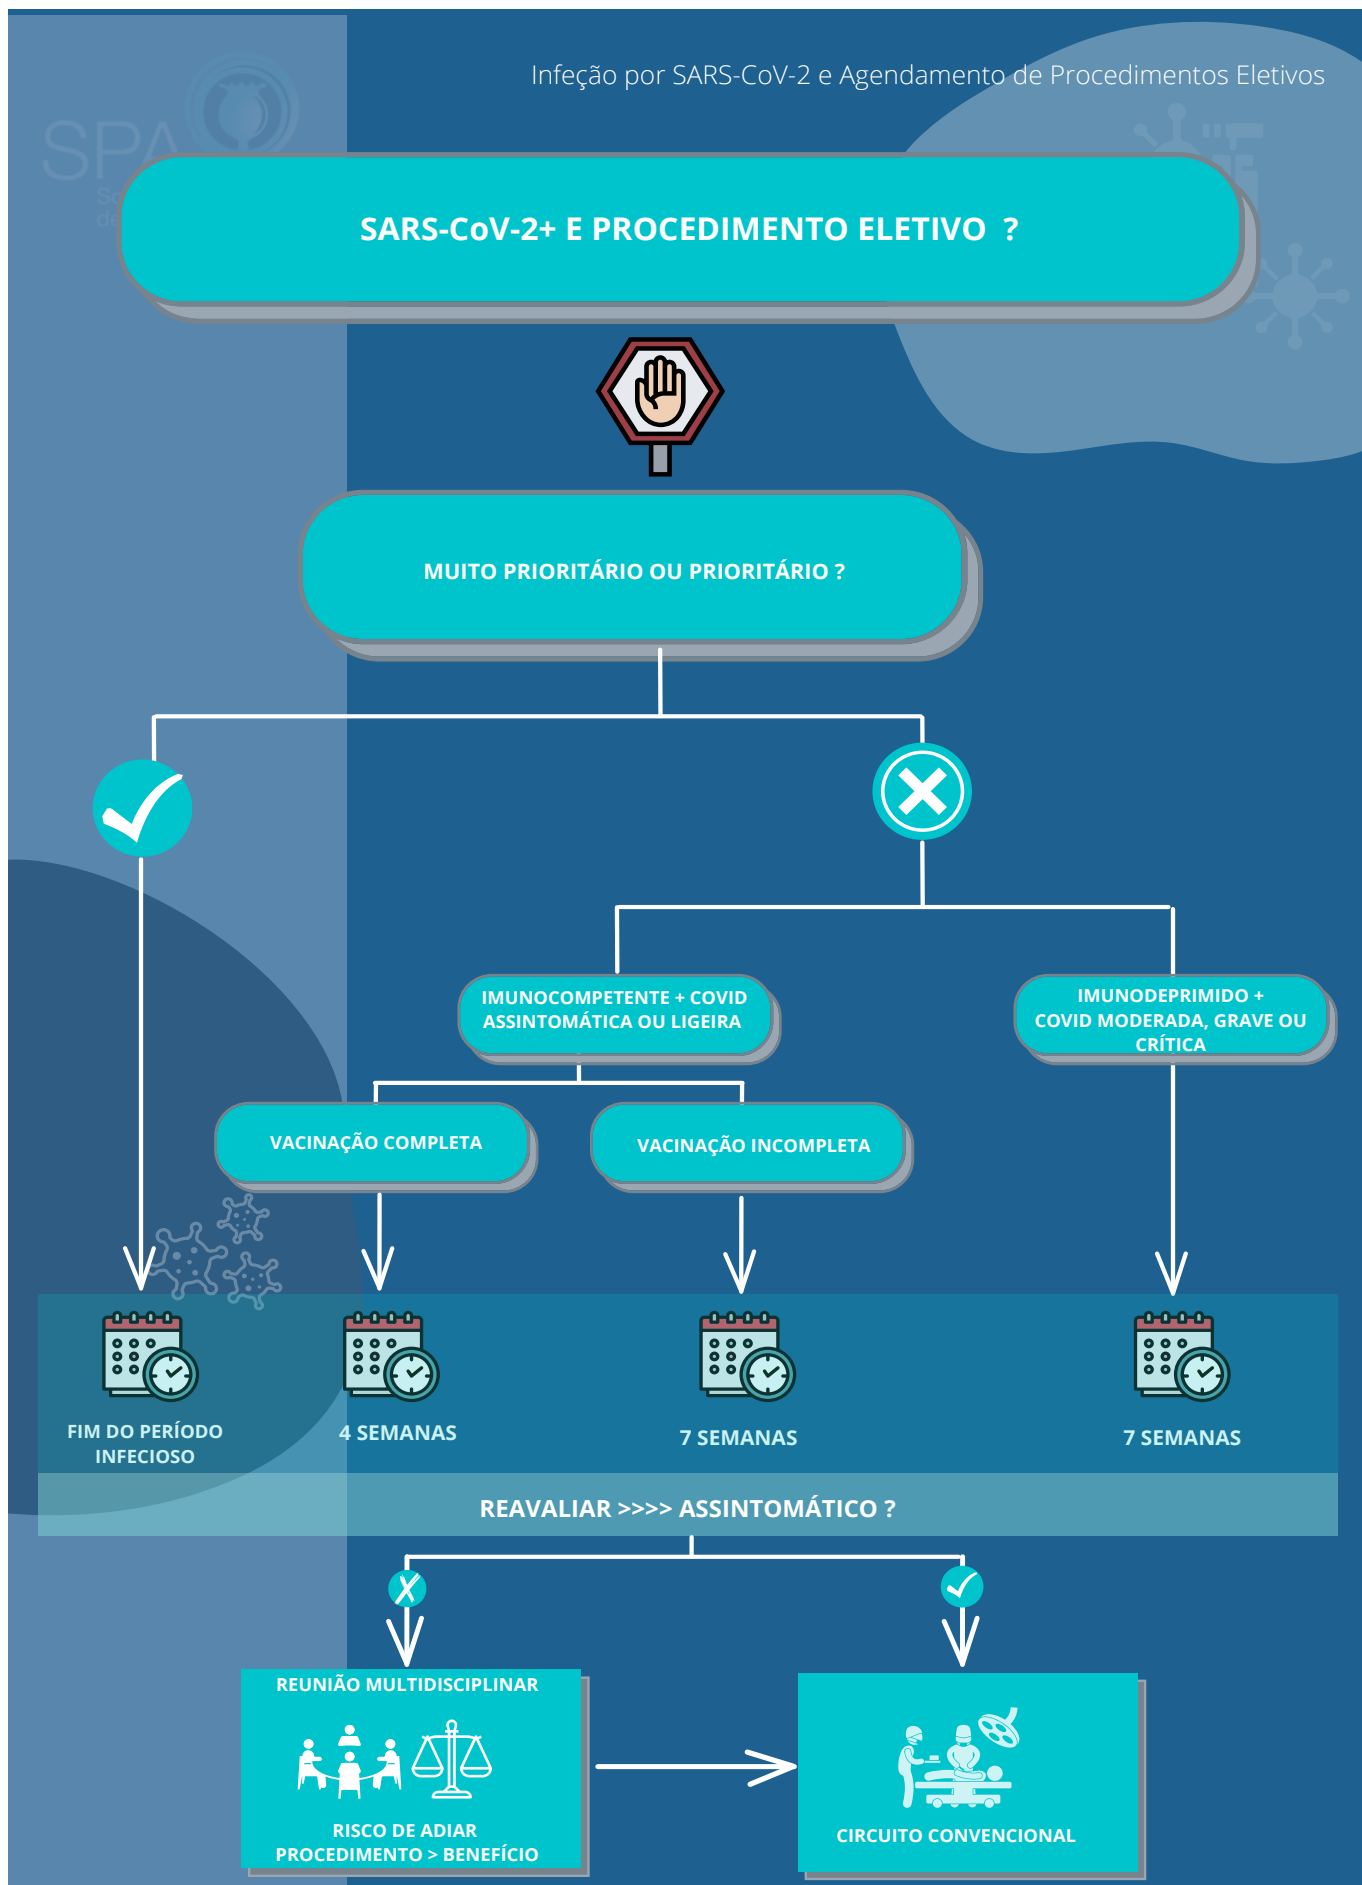 Infeção por SARS-CoV-2 e Agendamento de Procedimentos Eletivos
SPA
SARS-CoV-2+ E PROCEDIMENTO ELETIVO ?
MUITO PRIORITÁRIO OU PRIORITÁRIO ?
IMUNOCOMPETENTE + COVID
ASSINTOMÁTICA OU LIGEIRA
IMUNODEPRIMIDO +
COVID MODERADA, GRAVE OU
CRÍTICA
VACINAÇÃO COMPLETA
VACINAÇÃO INCOMPLETA
FIM DO PERÍODO
INFECIOSO
4 SEMANAS
7 SEMANAS
7 SEMANAS
REAVALIAR >>>> ASSINTOMÁTICO ?
REUNIÃO MULTIDISCIPLINAR
RISCO DE ADIAR
PROCEDIMENTO > BENEFÍCIO
CIRCUITO CONVENCIONAL